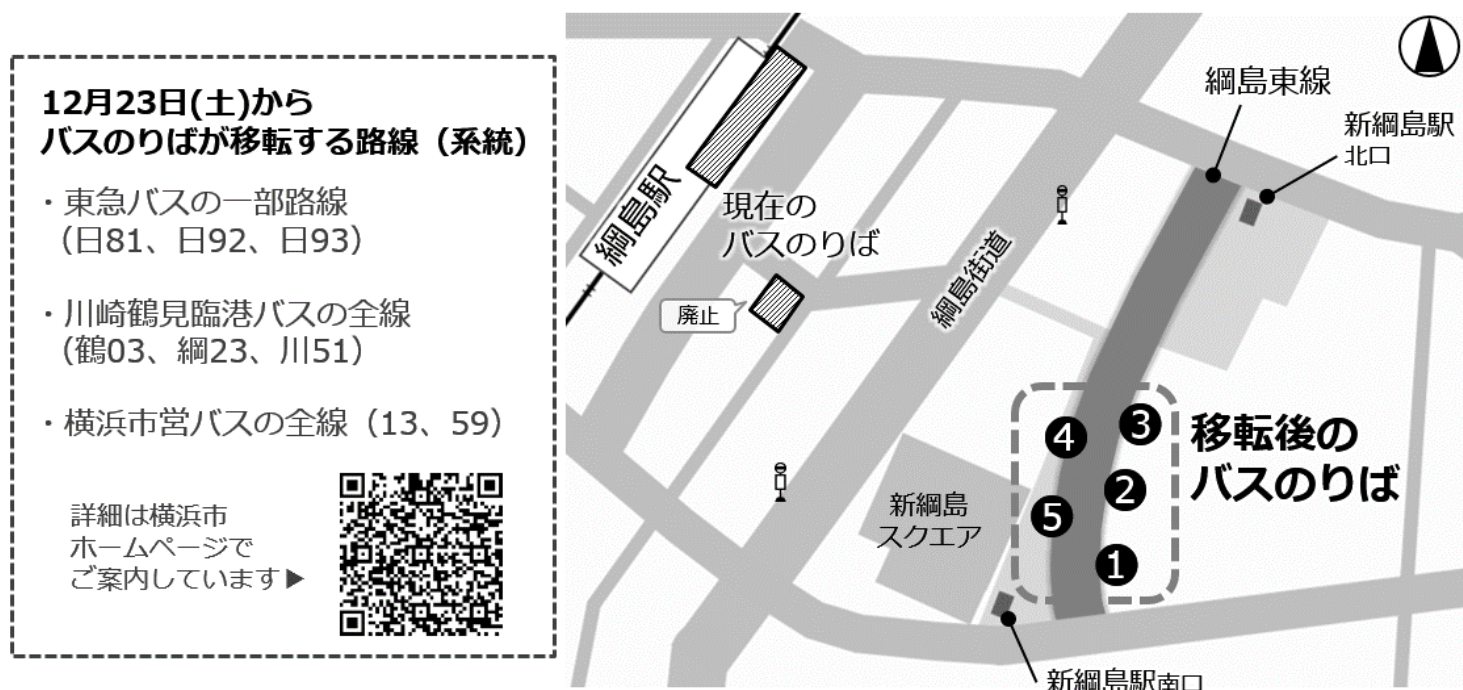 12月23日(土)から
バスのりばが移転する路線（系統）
・東急バスの一部路線
（日81、日92、日93）
・川崎鶴見臨港バスの全線
（鶴03、綱23、川51）
・横浜市営バスの全線（13、59）
詳細は横浜市
ホームページで
ご案内しています▶
綱島駅
現在の
バスのりば
廃止
綱島街道
綱島東線
新綱島駅
北口
新綱島
スクエア
3
4
2
5
1
移転後の
バスのりば
新綱島駅南口